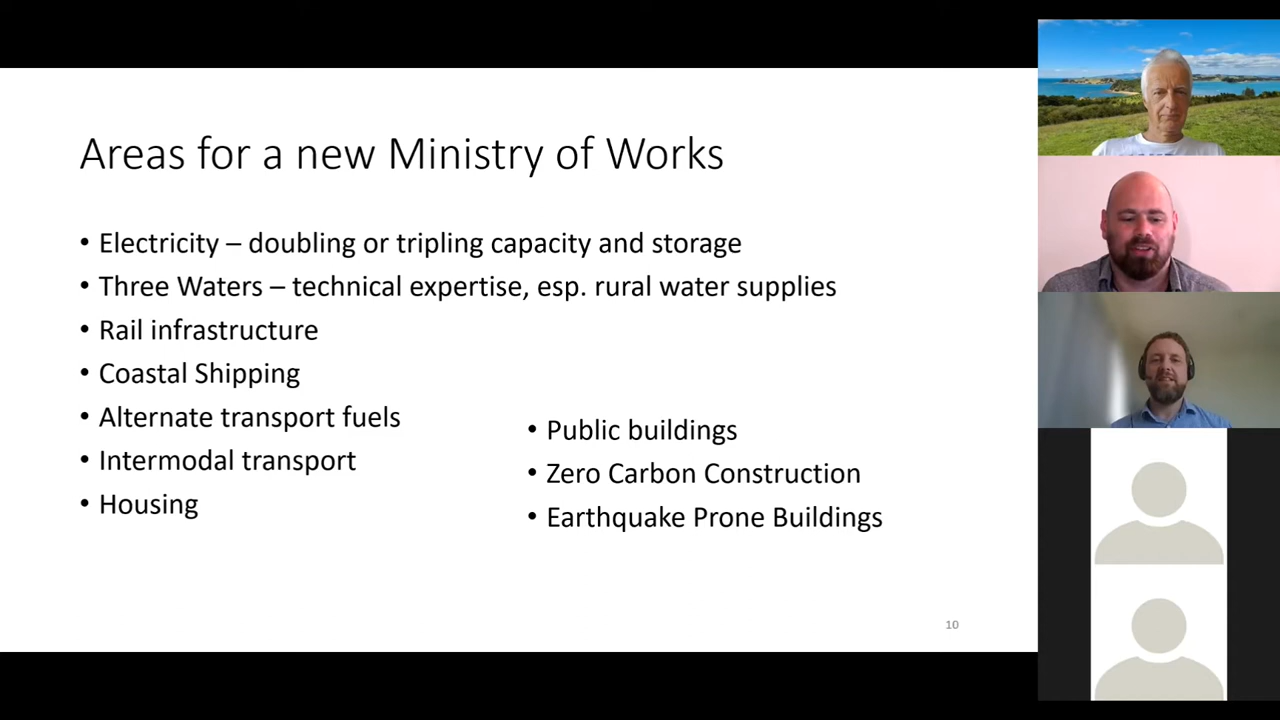 Areas for a new Ministry of Works
• Electricity – doubling or tripling capacity and storage
• Three Waters – technical expertise, esp. rural water supplies
• Rail infrastructure
• Coastal Shipping
• Alternate transport fuels
• Intermodal transport
• Housing
• Public buildings
• Zero Carbon Construction
• Earthquake Prone Buildings
10